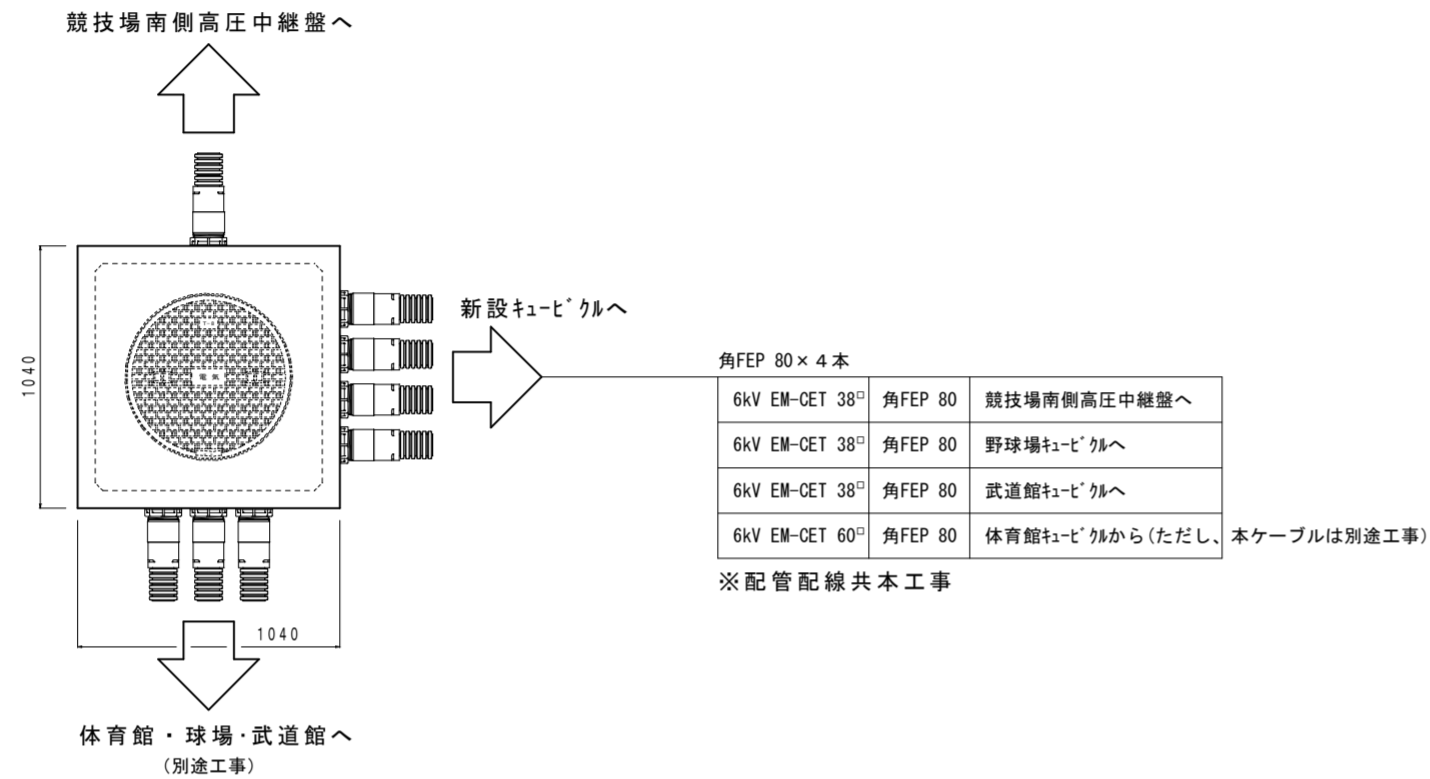 競技場南側高圧中継盤へ
新設ｷｭｰﾋﾞｸﾙへ
1040
電気
角FEP 80×４本
6kV EM-CET 38□ 角FEP 80 競技場南側高圧中継盤へ
6kV EM-CET 38□ 角FEP 80 野球場ｷｭｰﾋﾞｸﾙへ
6kV EM-CET 38□ 角FEP 80 武道館ｷｭｰﾋﾞｸﾙへ
6kV EM-CET 60□ 角FEP 80 体育館ｷｭｰﾋﾞｸﾙから(ただし、本ケーブルは別途工事)
※配管配線共本工事
1040
体育館・球場･武道館へ
(別途工事)